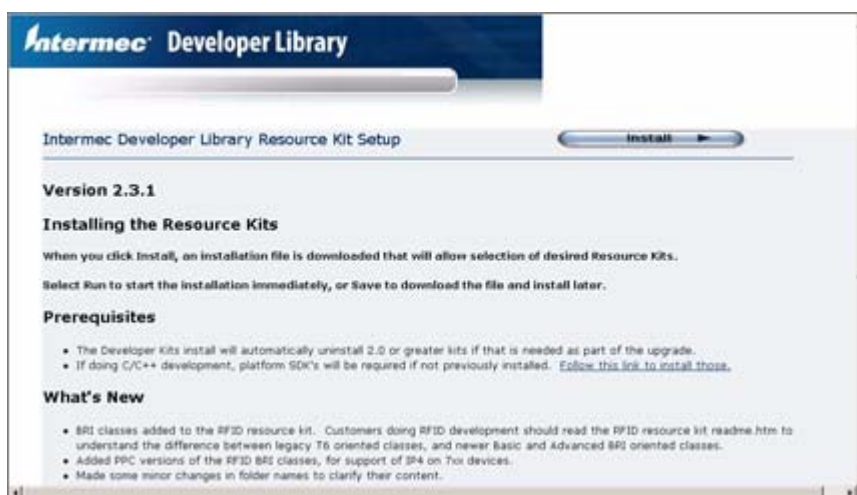 Intermec Developer Library
Intermec Developer Library Resource Kit Setup
Install
Version 2.3.1
Installing the Resource Kits
When you click Install, an installation file is downloaded that will allow selection of desired Resource Kits.
Select Run to start the installation immediately, or Save to download the file and install later.
Prerequisites
• The Developer Kits install will automatically uninstall 2.0 or greater kits if that is needed as part of the upgrade.
• If doing C/C++ development, platform SDK's will be required if not previously installed. Follow this link to install those.
What's New
• BRI classes added to the RFID resource kit. Customers doing RFID development should read the RFID resource kit readme.htm to
understand the difference between legacy T6 oriented classes, and newer Basic and Advanced BRI oriented classes.
• Added PPC versions of the RFID BRI classes, for support of IP4 on 7xx devices.
• Made some minor changes in folder names to clarify their content.